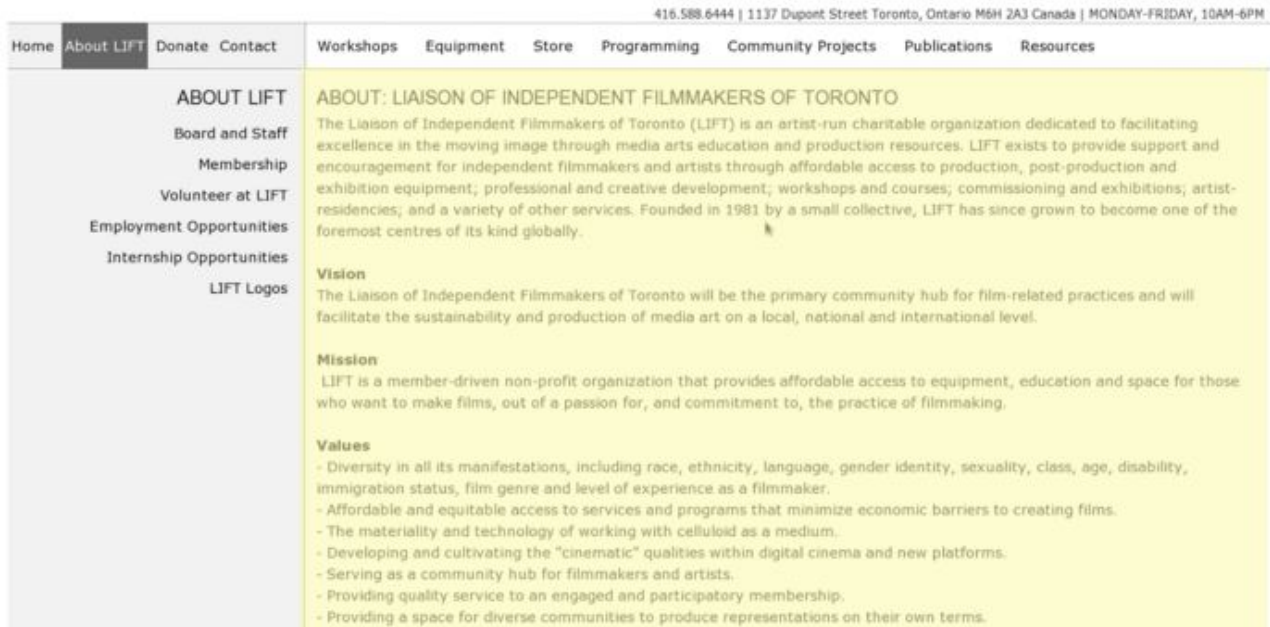 416.588.6444 | 1137 Dupont Street Toronto, Ontario M6H 2A3 Canada | MONDAY-FRIDAY, 10AM-6PM
Home About LIFT Donate Contact Workshops Equipment Store Programming Community Projects Publications Resources
ABOUT LIFT
Board and Staff
Membership
Volunteer at LIFT
Employment Opportunities
Internship Opportunities
LIFT Logos
ABOUT: LIAISON OF INDEPENDENT FILMMAKERS OF TORONTO
The Liaison of Independent Filmmakers of Toronto (LIFT) is an artist-run charitable organization dedicated to facilitating
excellence in the moving image through media arts education and production resources. LIFT exists to provide support and
encouragement for independent filmmakers and artists through affordable access to production, post-production and
exhibition equipment; professional and creative development; workshops and courses; commissioning and exhibitions; artist-
residencies; and a variety of other services. Founded in 1981 by a small collective, LIFT has since grown to become one of the
foremost centres of its kind globally.
Vision
The Liaison of Independent Filmmakers of Toronto will be the primary community hub for film-related practices and will
facilitate the sustainability and production of media art on a local, national and international level.
Mission
LIFT is a member-driven non-profit organization that provides affordable access to equipment, education and space for those
who want to make films, out of a passion for, and commitment to, the practice of filmmaking.
Values
- Diversity in all its manifestations, including race, ethnicity, language, gender identity, sexuality, class, age, disability,
immigration status, film genre and level of experience as a filmmaker.
- Affordable and equitable access to services and programs that minimize economic barriers to creating films.
- The materiality and technology of working with celluloid as a medium.
- Developing and cultivating the "cinematic" qualities within digital cinema and new platforms.
- Serving as a community hub for filmmakers and artists.
- Providing quality service to an engaged and participatory membership.
- Providing a space for diverse communities to produce representations on their own terms.